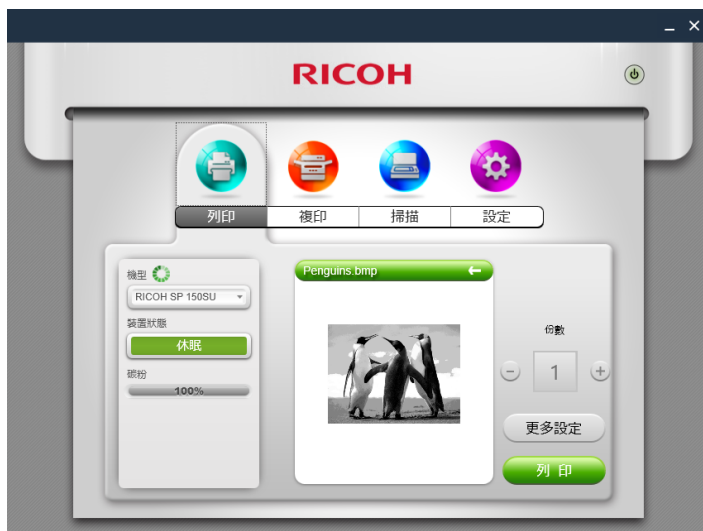 RICOH
列印
複印
掃描
設定
機型
RICOH SP 150SU
裝置狀態
休眠
碳粉
100%
Penguins.bmp
份數
1
更多設定
列 印